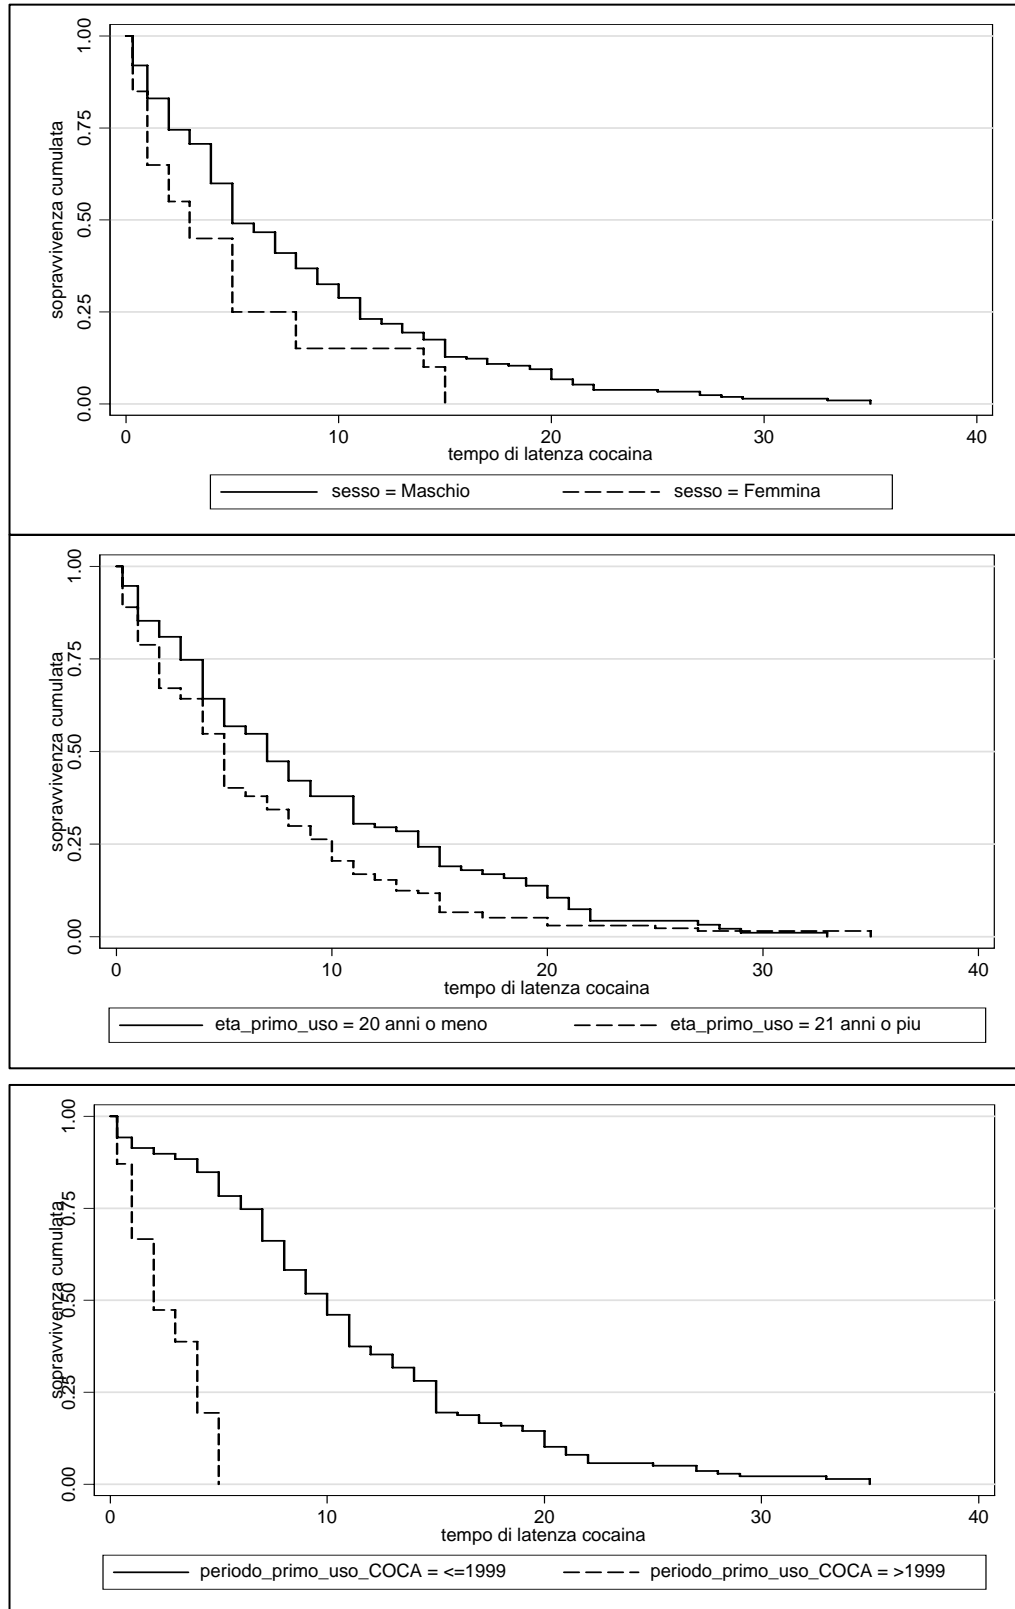 sopravvivenza cumulata
1.00
0.75
0.50
0.25
0.00
0 10 20 30 40
tempo di latenza cocaina
sesso = Maschio sesso = Femmina
sopravvivenza cumulata
1.00
0.75
0.50
0.25
0.00
0 10 20 30 40
tempo di latenza cocaina
eta_primo_uso = 20 anni o meno eta_primo_uso = 21 anni o piu
sopravvivenza cumulata
1.00
0.75
0.50
0.25
0.00
0 10 20 30 40
tempo di latenza cocaina
periodo_primo_uso_COCA = <=1999 periodo_primo_uso_COCA = >1999